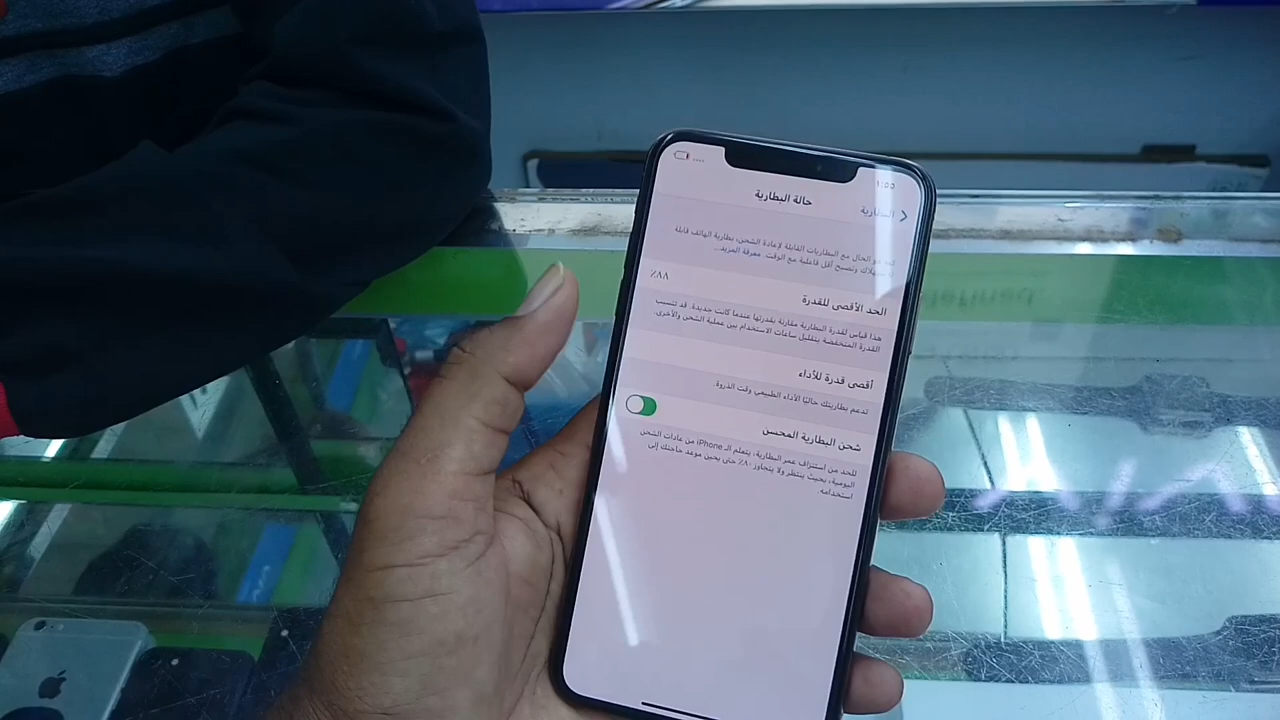 ١:٥٥
البطارية
حالة البطارية
هو الحال مع البطاريات القابلة لإعادة الشحن، بطارية الهاتف قابلة
وتصبح أقل فاعلية مع الوقت. معرفة المزيد...
الحد الأقصى للقدرة
٨٨٪
هذا قياس لقدرة البطارية مقارنة بقدرتها عندما كانت جديدة. قد تتسبب
القدرة المنخفضة بتقليل ساعات الاستخدام بين عملية الشحن والأخرى.
أقصى قدرة للأداء
تدعم بطاريتك حاليًا الأداء الطبيعي وقت الذروة.
شحن البطارية المحسن
للحد من استنزاف عمر البطارية، يتعلم الـ iPhone من عادات الشحن
اليومية، بحيث ينتظر ولا يتجاوز ٨٠٪ حتى يحين موعد حاجتك إلى
استخدامه.